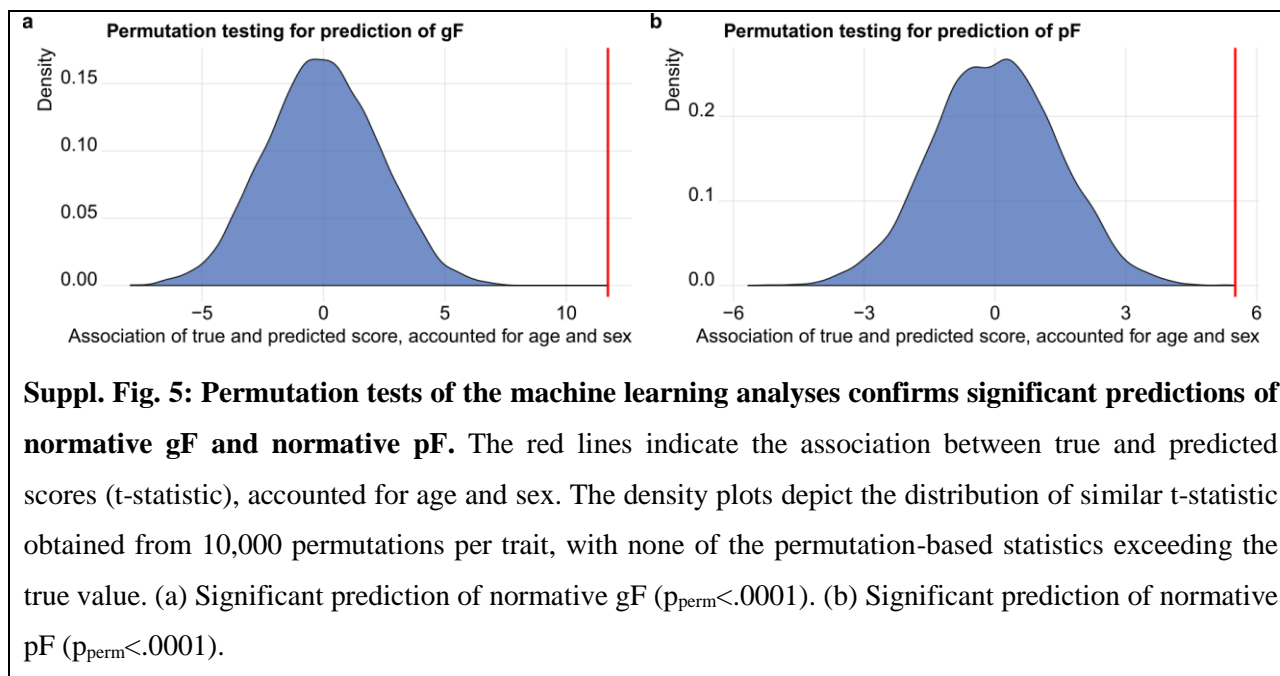 a
Permutation testing for prediction of gF
Density
0.15
0.10
0.05
0.00
−5
0
5
10
Association of true and predicted score, accounted for age and sex
b
Permutation testing for prediction of pF
Density
0.2
0.1
0.0
−6
−3
0
3
6
Association of true and predicted score, accounted for age and sex
Suppl. Fig. 5: Permutation tests of the machine learning analyses confirms significant predictions of
normative gF and normative pF. The red lines indicate the association between true and predicted
scores (t-statistic), accounted for age and sex. The density plots depict the distribution of similar t-statistic
obtained from 10,000 permutations per trait, with none of the permutation-based statistics exceeding the
true value. (a) Significant prediction of normative gF (pperm<.0001). (b) Significant prediction of normative
pF (pperm<.0001).